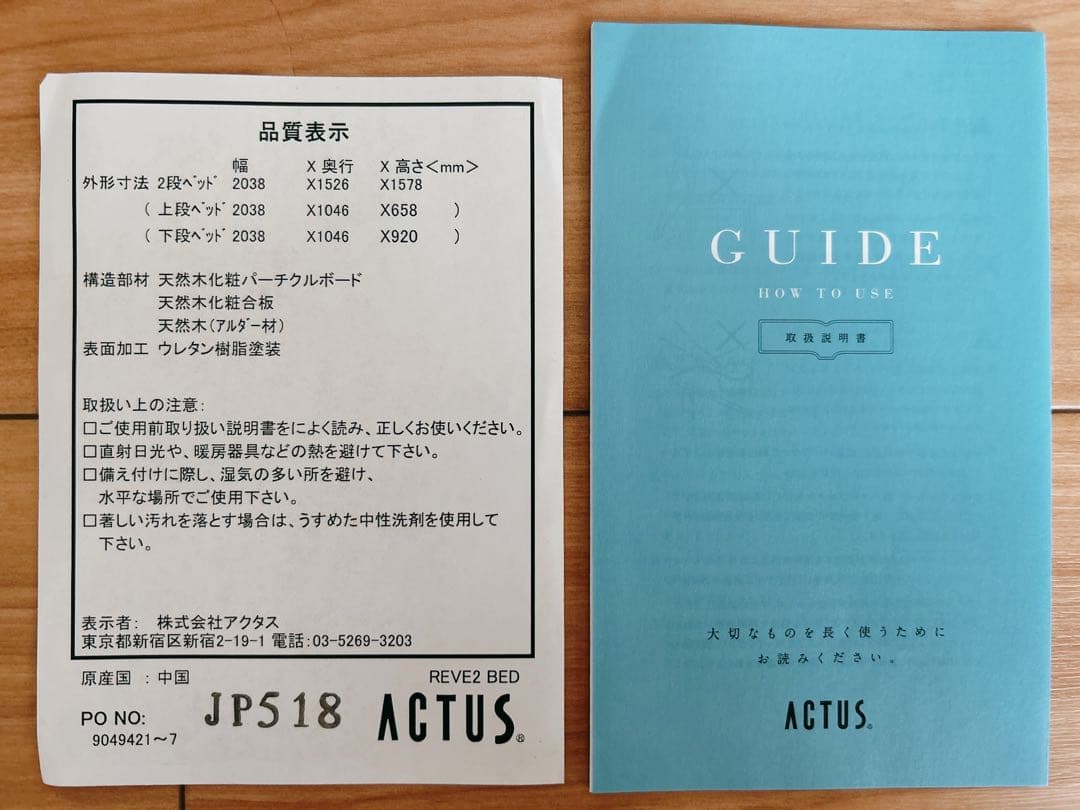 品質表示
幅 X 奥行 X 高さ＜mm＞
外形寸法 2段ﾍﾞｯﾄﾞ 2038 X1526 X1578
( 上段ﾍﾞｯﾄﾞ 2038 X1046 X658 )
( 下段ﾍﾞｯﾄﾞ 2038 X1046 X920 )
構造部材 天然木化粧パーチクルボード
天然木化粧合板
天然木(ｱﾙﾀﾞｰ材)
表面加工 ウレタン樹脂塗装
取扱い上の注意:
□ご使用前取り扱い説明書をによく読み、正しくお使いください。
□直射日光や、暖房器具などの熱を避けて下さい。
□備え付けに際し、湿気の多い所を避け、
水平な場所でご使用下さい。
□著しい汚れを落とす場合は、うすめた中性洗剤を使用して
下さい。
表示者: 株式会社アクタス
東京都新宿区新宿2-19-1 電話:03-5269-3203
原産国 : 中国
REVE2 BED
PO NO: JP518 ACTUS®
9049421～7
GUIDE
HOW TO USE
取扱説明書
大切なものを長く使うために
お読みください。
ACTUS®